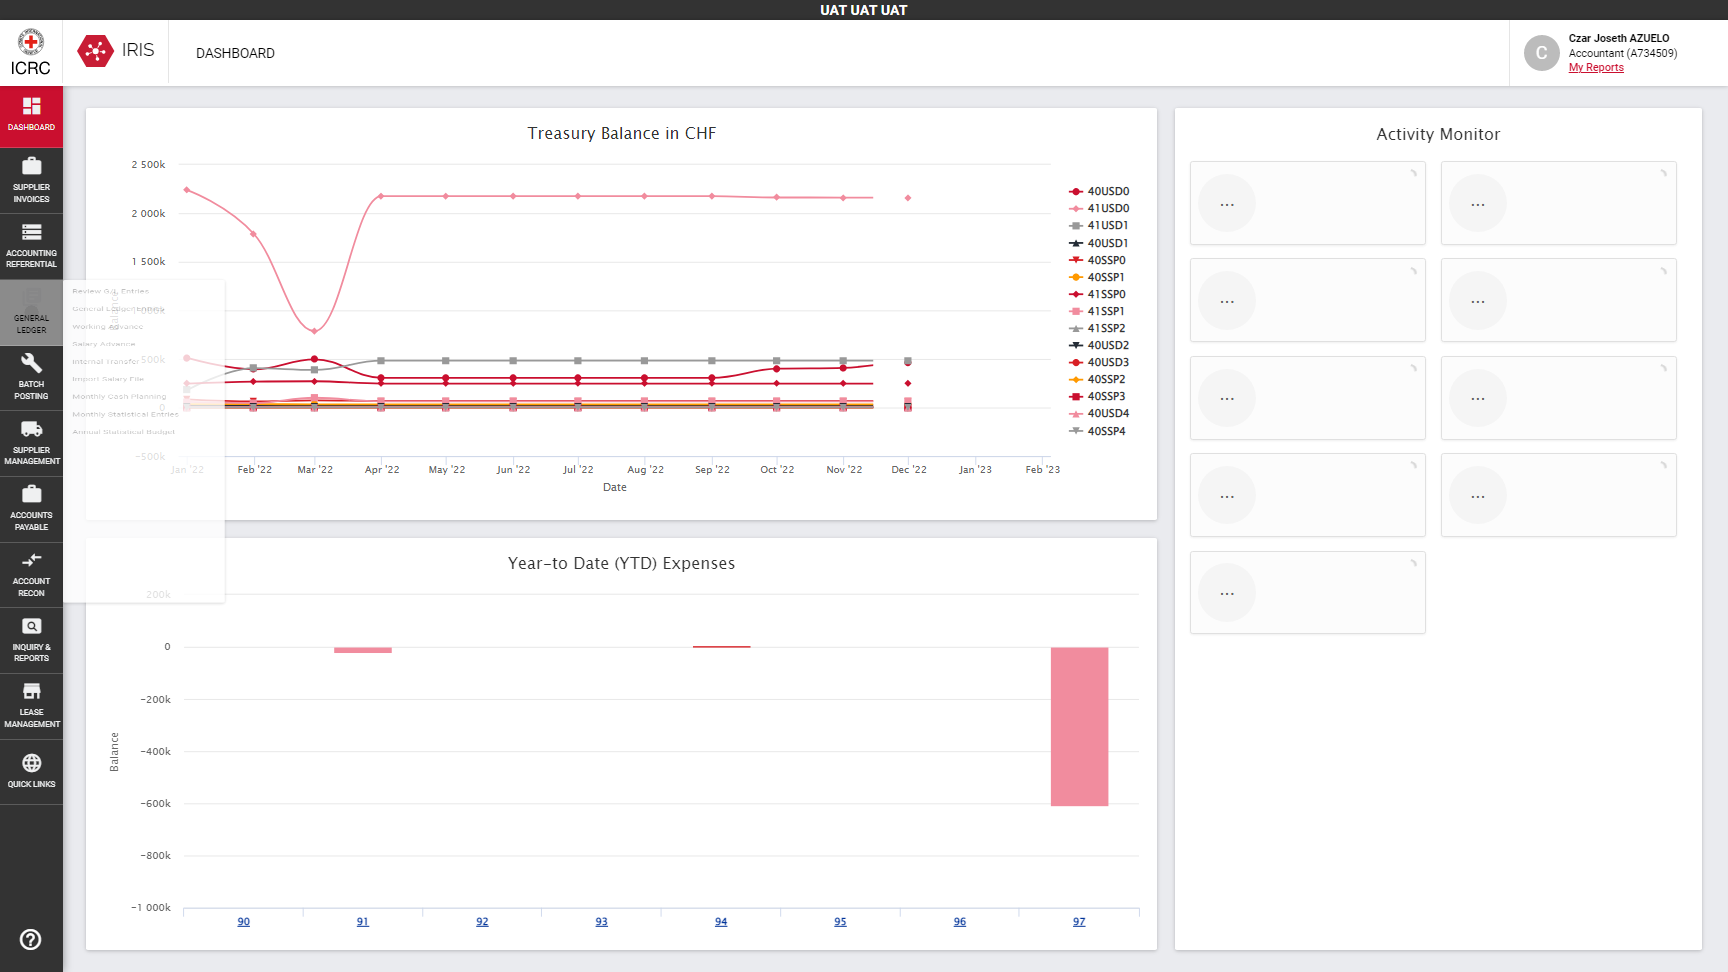 UAT UAT UAT
ICRC
IRIS
DASHBOARD
C
Czar Joseth AZUELO
Accountant (A734509)
My Reports
DASHBOARD
SUPPLIER
INVOICES
ACCOUNTING
REFERENTIAL
GENERAL
LEDGER
BATCH
POSTING
SUPPLIER
MANAGEMENT
ACCOUNTS
PAYABLE
ACCOUNT
RECON
INQUIRY &
REPORTS
LEASE
MANAGEMENT
QUICK LINKS
Review G.L. Entries
Working Advance
Salary Advance
Internal Transfer
Import Salary File
Monthly Cash Planning
Monthly Statistical Entries
Annual Statistical Budget
Treasury Balance in CHF
2 500k
2 000k
1 500k
500k
0
-500k
Balance
Jan '22
Feb '22
Mar '22
Apr '22
May '22
Jun '22
Jul '22
Aug '22
Sep '22
Oct '22
Nov '22
Dec '22
Jan '23
Feb '23
Date
40USD0
41USD0
41USD1
40USD1
40SSP0
40SSP1
41SSP0
41SSP1
41SSP2
40USD2
40USD3
40SSP2
40SSP3
40USD4
40SSP4
Year-to Date (YTD) Expenses
200k
0
-200k
-400k
-600k
-800k
-1 000k
Balance
90
91
92
93
94
95
96
97
Activity Monitor
...
...
...
...
...
...
...
...
...